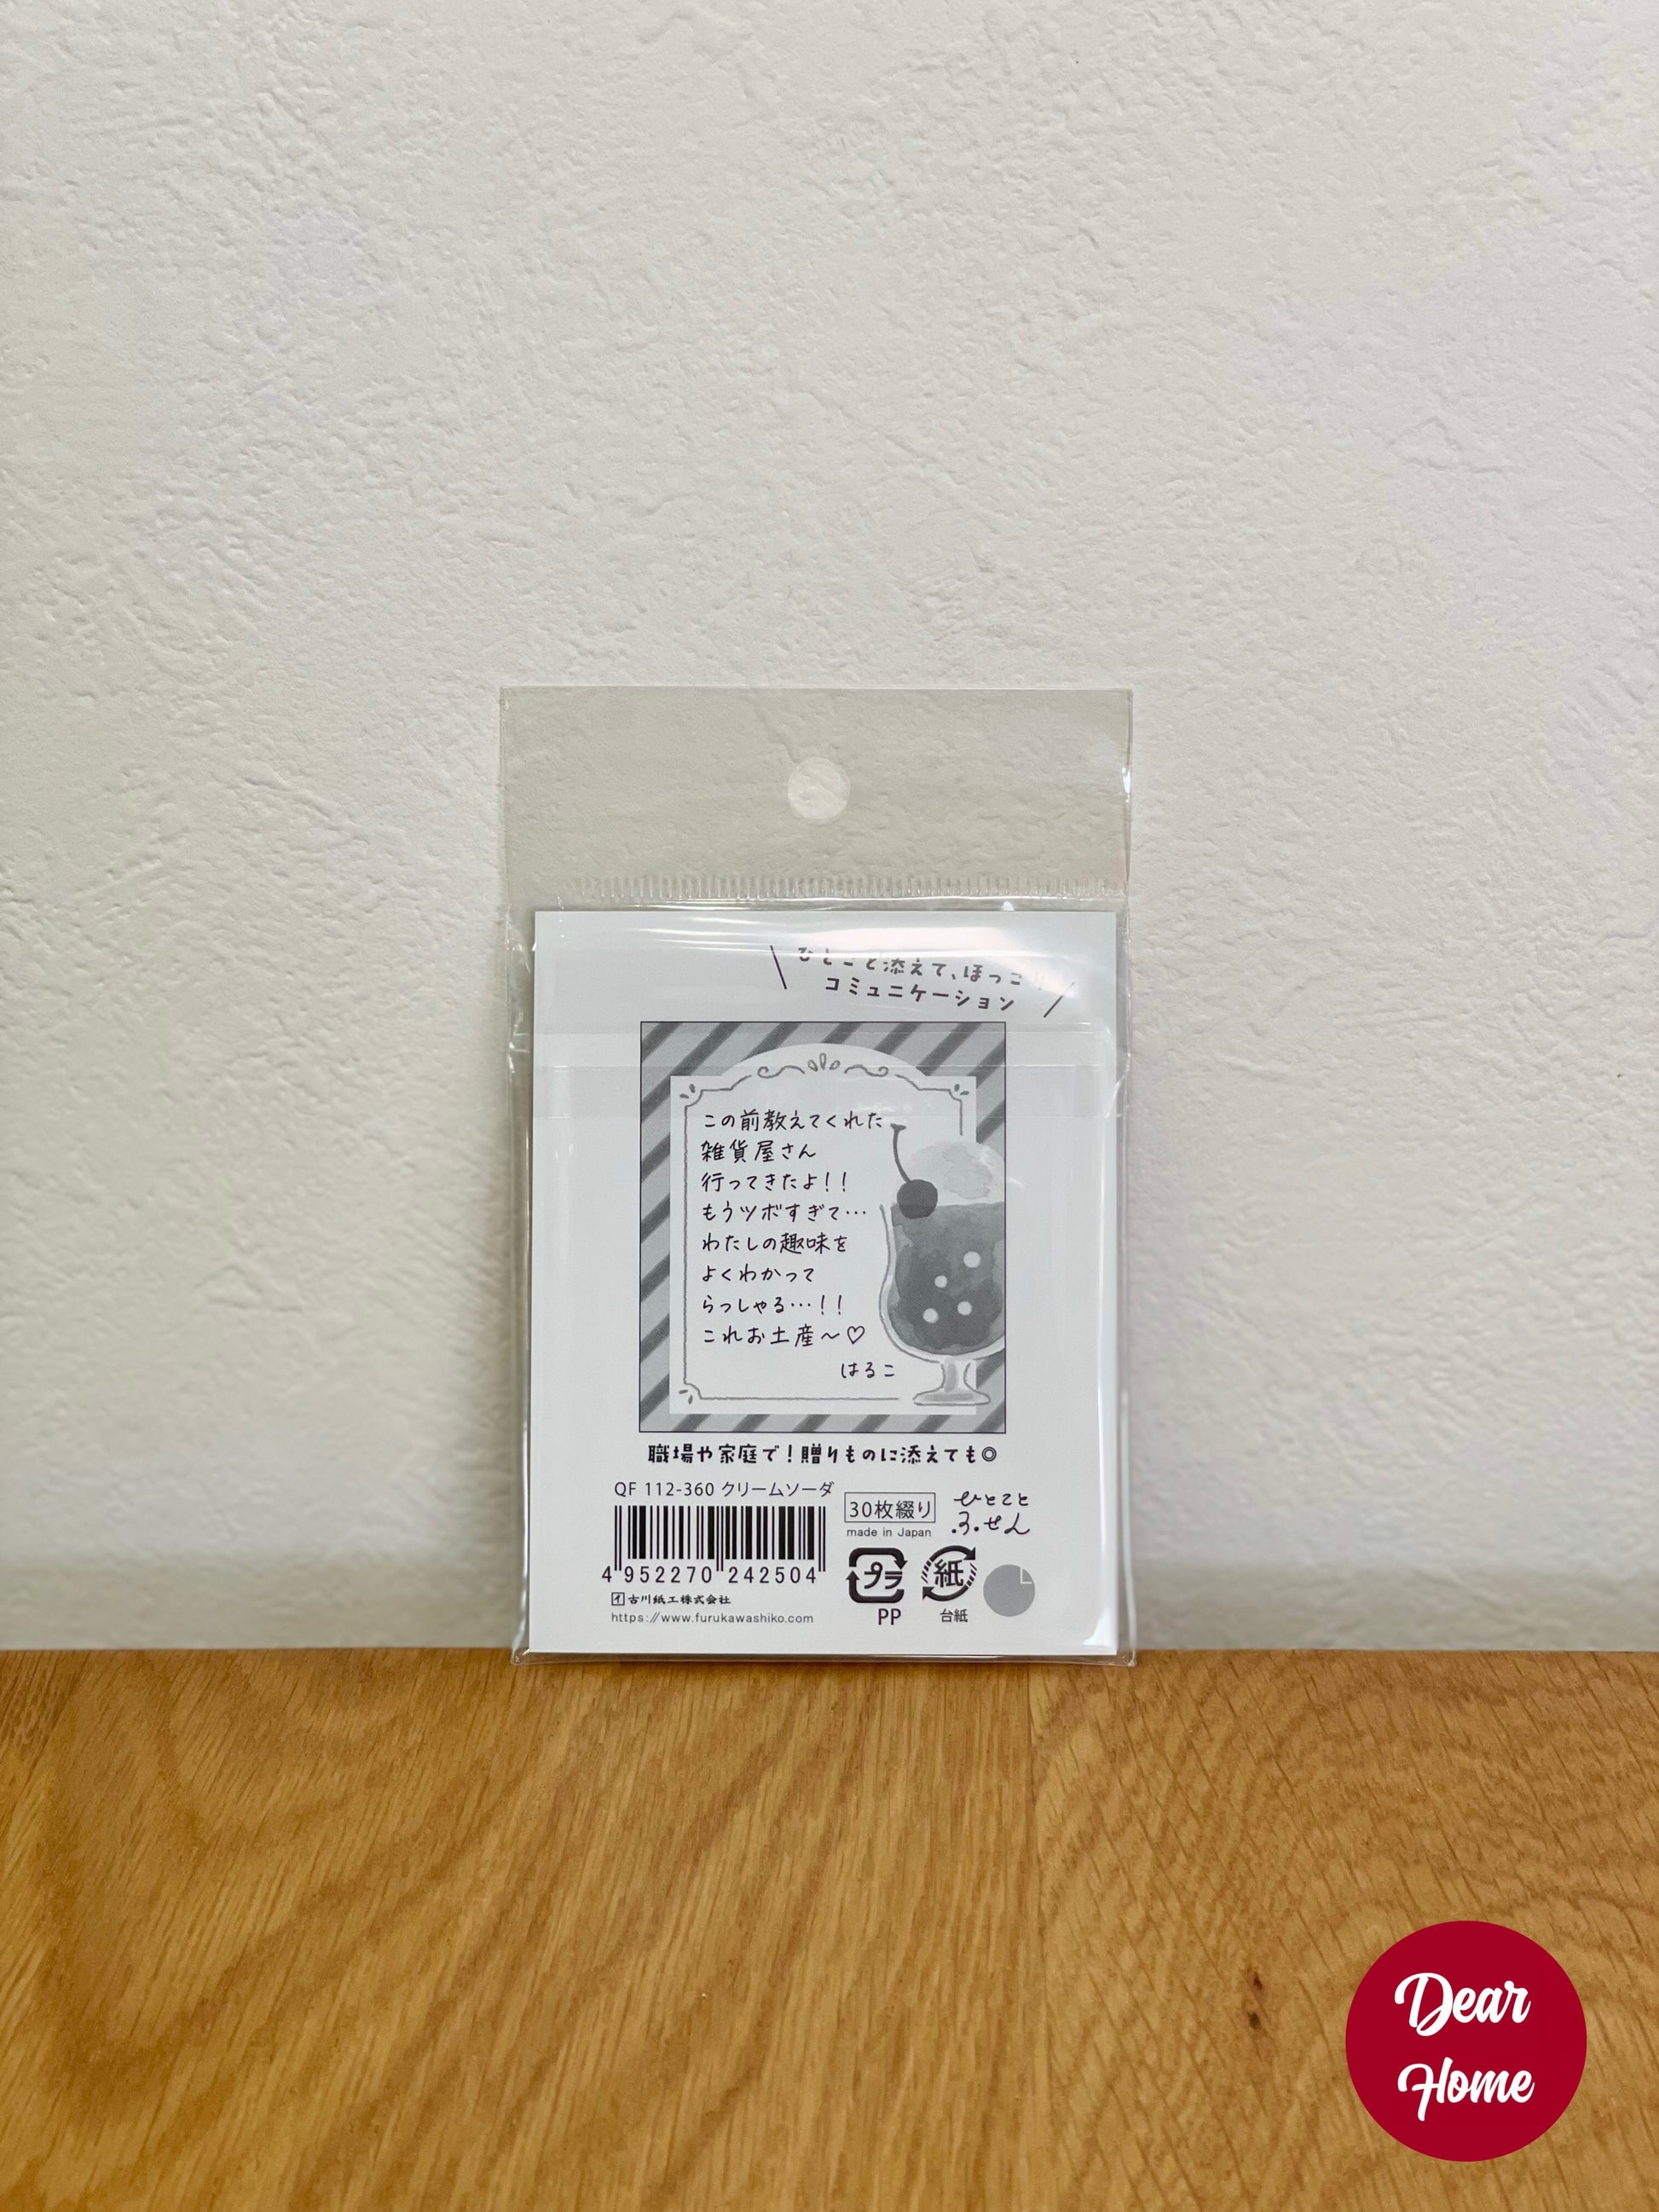 ひとこと添えて、ほっこり
コミュニケーション
この前教えてくれた
雑貨屋さん
行ってきたよ!!
もうツボすぎて…
わたしの趣味を
よくわかって
らっしゃる…!!
これお土産〜♡
はるこ
職場や家庭で!贈りものに添えても◎
QF 112-360 クリームソーダ
4 952270 242504
古川紙工株式会社
https://www.furukawashiko.com
30枚綴り
made in Japan
ひとこと
ふせん
プラ
PP
紙
台紙
Dear
Home